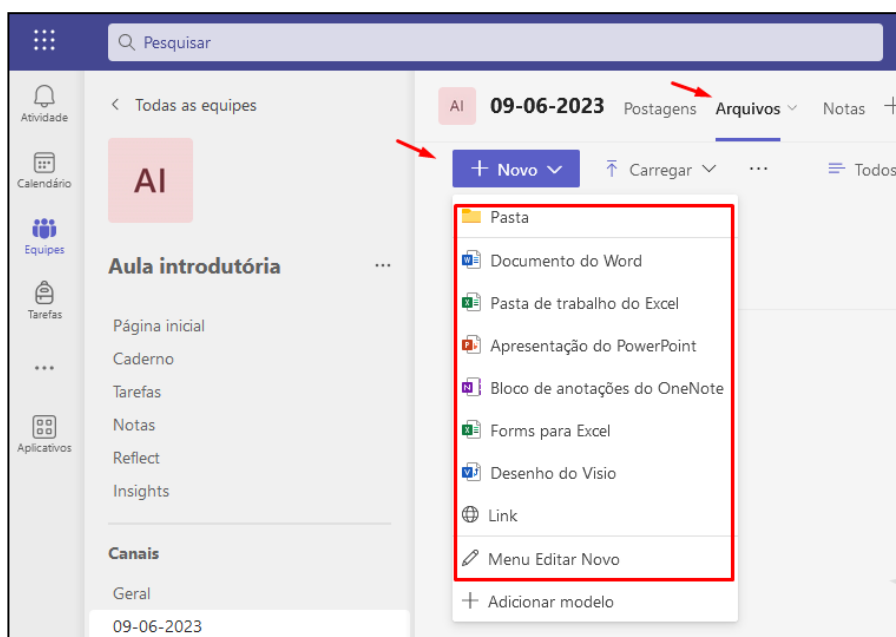 Pesquisar
Atividade
Calendário
Equipes
Tarefas
Aplicativos
Todas as equipes
AI
Aula introdutória
Página inicial
Caderno
Tarefas
Notas
Reflect
Insights
Canais
Geral
09-06-2023
AI 09-06-2023 Postagens Arquivos Notas
Novo Carregar Todos
Pasta
Documento do Word
Pasta de trabalho do Excel
Apresentação do PowerPoint
Bloco de anotações do OneNote
Forms para Excel
Desenho do Visio
Link
Menu Editar Novo
Adicionar modelo